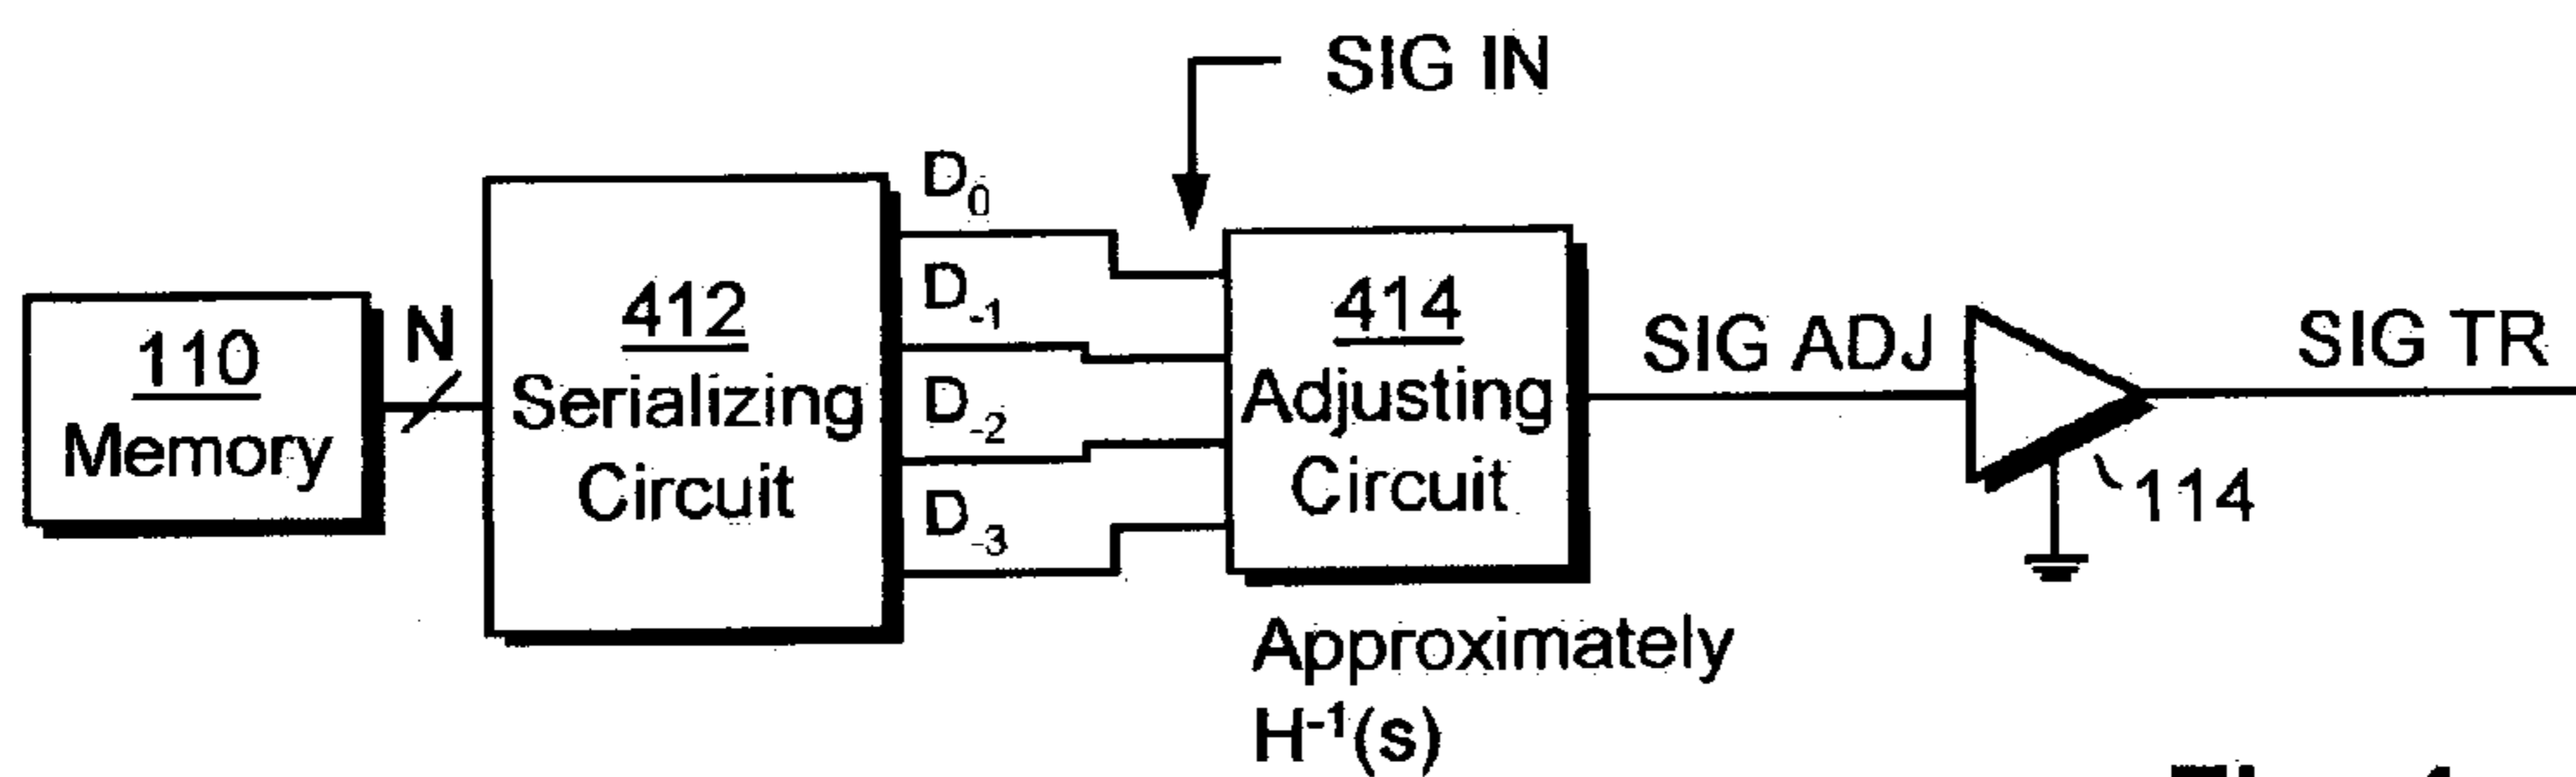 SIG IN
110
Memory
N
412
Serializing
Circuit
D0
D-1
D-2
D-3
414
Adjusting
Circuit
Approximately
H-1(s)
SIG ADJ
114
SIG TR